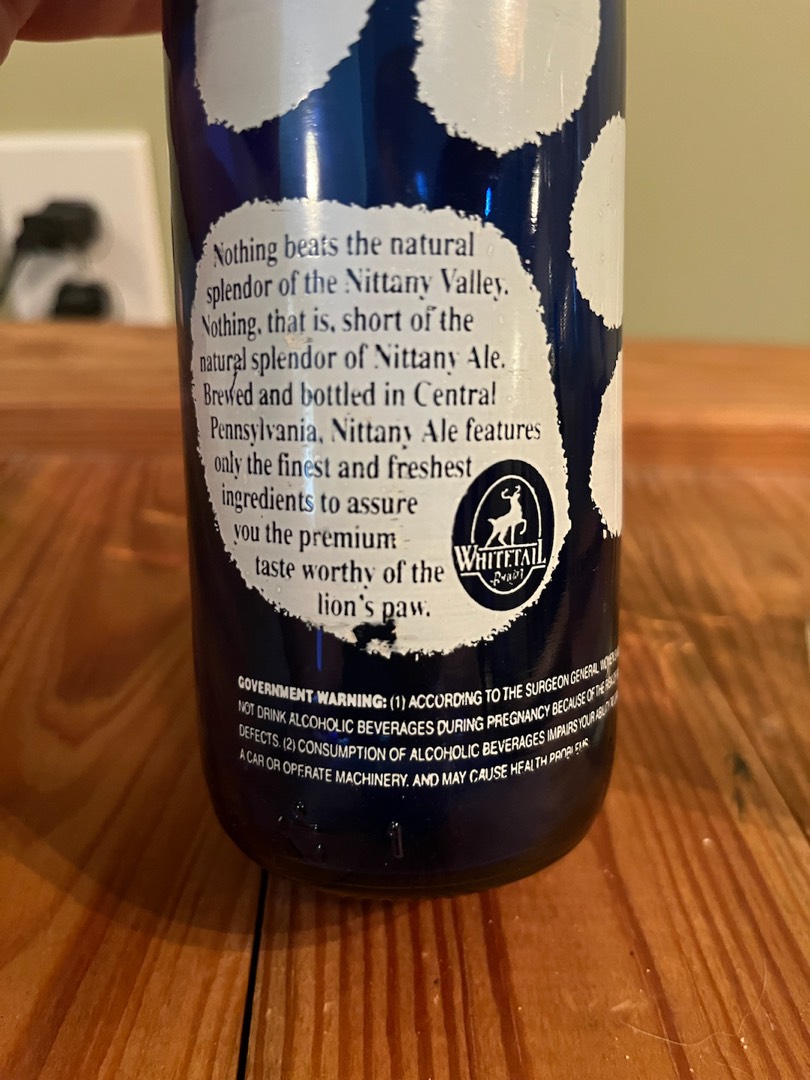 Nothing beats the natural
splendor of the Nittany Valley.
Nothing, that is, short of the
natural splendor of Nittany Ale.
Brewed and bottled in Central
Pennsylvania, Nittany Ale features
only the finest and freshest
ingredients to assure
you the premium
taste worthy of the
lion's paw.
WHITETAIL
GOVERNMENT WARNING: (1) ACCORDING TO THE SURGEON GENERAL, WOMEN
NOT DRINK ALCOHOLIC BEVERAGES DURING PREGNANCY BECAUSE OF THE
DEFECTS. (2) CONSUMPTION OF ALCOHOLIC BEVERAGES IMPAIRS YOUR ABILITY TO
A CAR OR OPERATE MACHINERY, AND MAY CAUSE HEALTH PROBLEMS.